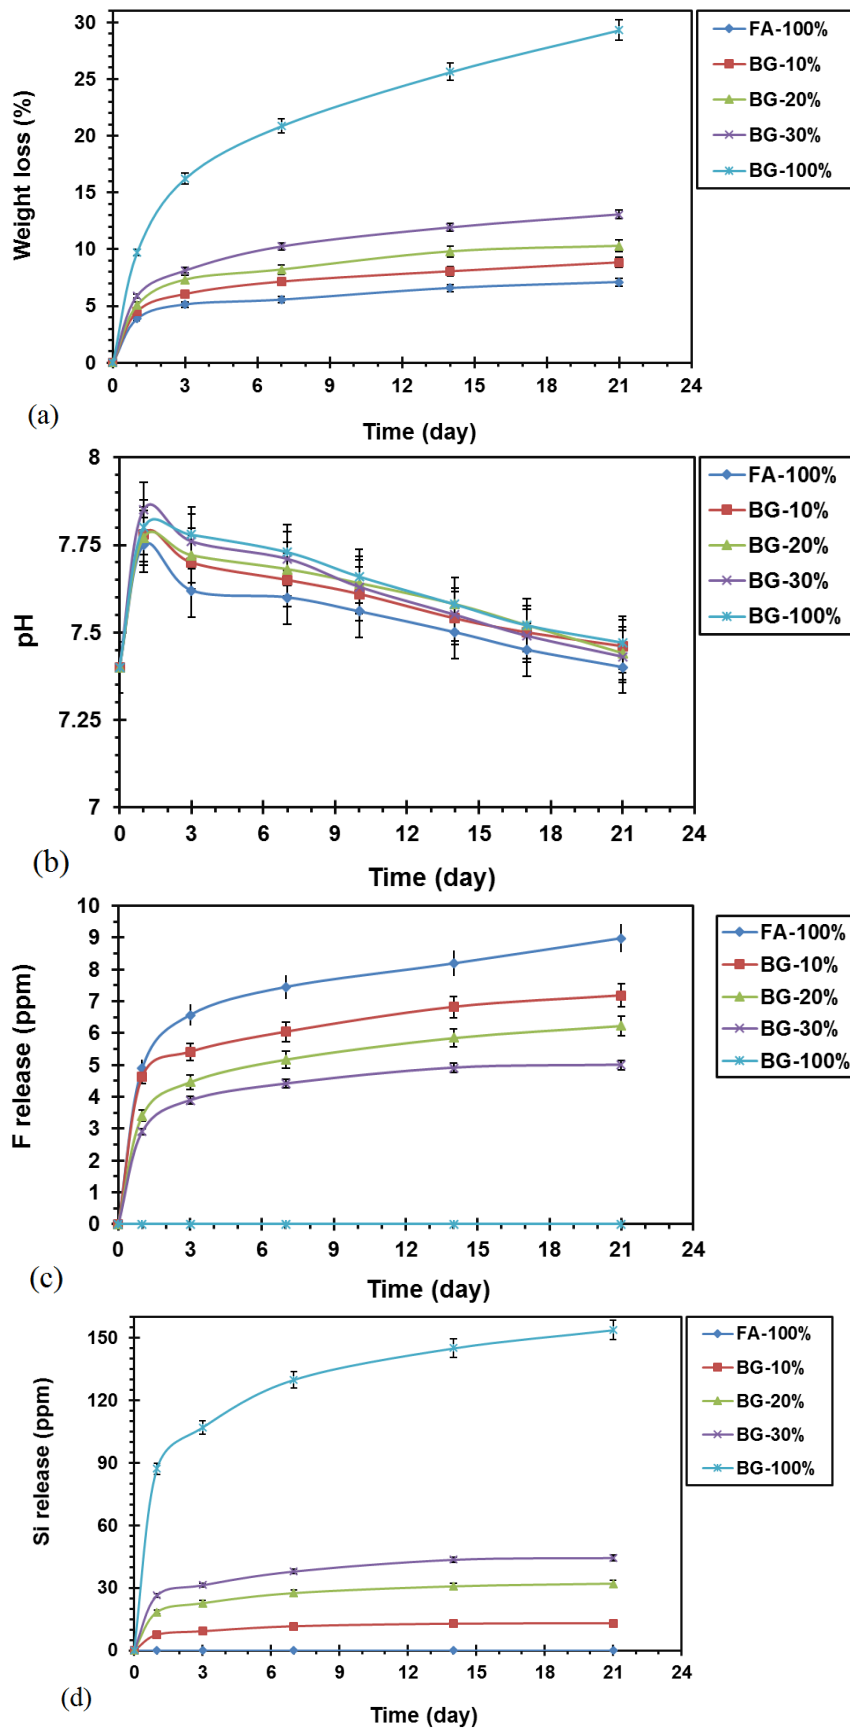 30
25
20
15
10
5
0
Weight loss (%)
0 3 6 9 12 15 18 21 24
Time (day)
FA-100%
BG-10%
BG-20%
BG-30%
BG-100%
(a)
8
7.75
7.5
7.25
7
pH
0 3 6 9 12 15 18 21 24
Time (day)
FA-100%
BG-10%
BG-20%
BG-30%
BG-100%
(b)
10
9
8
7
6
5
4
3
2
1
0
F release (ppm)
0 3 6 9 12 15 18 21 24
Time (day)
FA-100%
BG-10%
BG-20%
BG-30%
BG-100%
(c)
150
120
90
60
30
0
Si release (ppm)
0 3 6 9 12 15 18 21 24
Time (day)
FA-100%
BG-10%
BG-20%
BG-30%
BG-100%
(d)